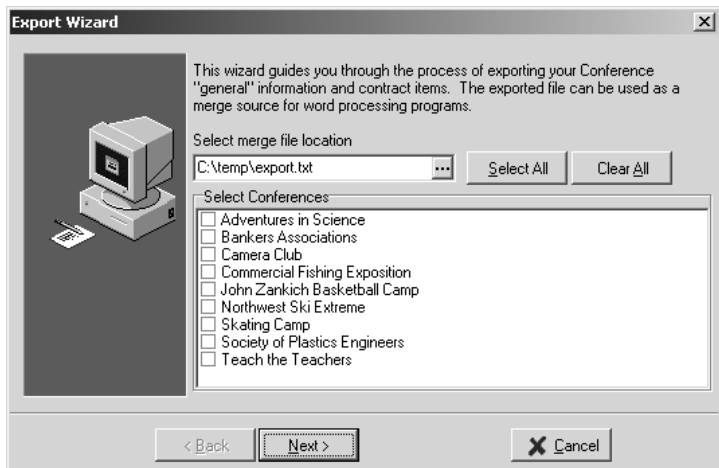 Export Wizard
This wizard guides you through the process of exporting your Conference
"general" information and contract items. The exported file can be used as a
merge source for word processing programs.
Select merge file location
C:\temp\export.txt ... Select All Clear All
Select Conferences
Adventures in Science
Bankers Associations
Camera Club
Commercial Fishing Exposition
John Zankich Basketball Camp
Northwest Ski Extreme
Skating Camp
Society of Plastics Engineers
Teach the Teachers
< Back Next > Cancel